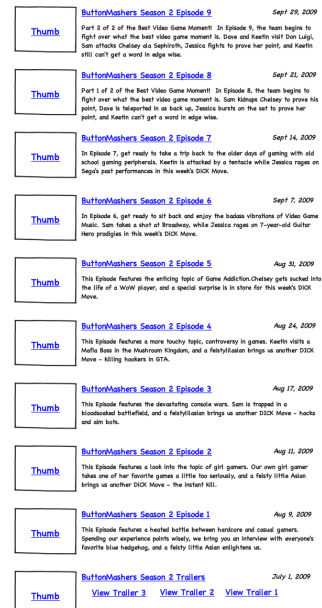 ButtonMashers Season 2 Episode 9 Sept 29, 2009
Thumb
Part 2 of 2 of the Best Video Game Moment! In Episode 9, the team begins to
fight over what the best video game moment is. Dave and Keetin visit Don Luigi,
Sam attacks Chelsey ala Sephiroth, Jessica fights to prove her point, and Keetin
still can't get a word in edge wise.
ButtonMashers Season 2 Episode 8 Sept 21, 2009
Thumb
Part 1 of 2 of the Best Video Game Moment! In Episode 8, the team begins to
fight over what the best video game moment is. Sam kidnaps Chelsey to prove his
point, Dave is teleported in as back up, Jessica bursts on the set to prove her
point, and Keetin can't get a word in edge wise.
ButtonMashers Season 2 Episode 7 Sept 14, 2009
Thumb
In Episode 7, get ready to take a trip back to the older days of gaming with old
school gaming peripherals. Keetin is attacked by a tentacle while Jessica rages on
Sega's past performances in this week's DiCK Move.
ButtonMashers Season 2 Episode 6 Sept 7, 2009
Thumb
In Episode 6, get ready to sit back and enjoy the badass vibrations of Video Game
Music. Sam takes a shot at Broadway, while Jessica rages on 7-year-old Guitar
Hero prodigies in this week's DiCK Move.
ButtonMashers Season 2 Episode 5 Aug 31, 2009
Thumb
This Episode features the enticing topic of Game Addiction.Chelsey gets sucked into
the life of a WoW player, and a special surprise is in store for this week's DICK
Move.
ButtonMashers Season 2 Episode 4 Aug 24, 2009
Thumb
This Episode features a more touchy topic, controversy in games. Keetin visits a
Mafia Boss in the Mushroom Kingdom, and a feistylilasian brings us another DICK
Move - killing hookers in GTA.
ButtonMashers Season 2 Episode 3 Aug 17, 2009
Thumb
This Episode features the devastating console wars. Sam is trapped in a
bloodsoaked battlefield, and a feistylilasian brings us another DICK Move - hacks
and aim bots.
ButtonMashers Season 2 Episode 2 Aug 11, 2009
Thumb
This Episode features a look into the topic of girl gamers. Our own girl gamer
takes one of her favorite games a little too seriously, and a feisty little Asian
brings us another DICK Move - the instant kill.
ButtonMashers Season 2 Episode 1 Aug 9, 2009
Thumb
This Episode features a heated battle between hardcore and casual gamers.
Spending our experience points wisely, we bring you an interview with everyone's
favorite blue hedgehog, and a feisty little Asian enlightens us.
ButtonMashers Season 2 Trailers July 1, 2009
Thumb
View Trailer 3 View Trailer 2 View Trailer 1